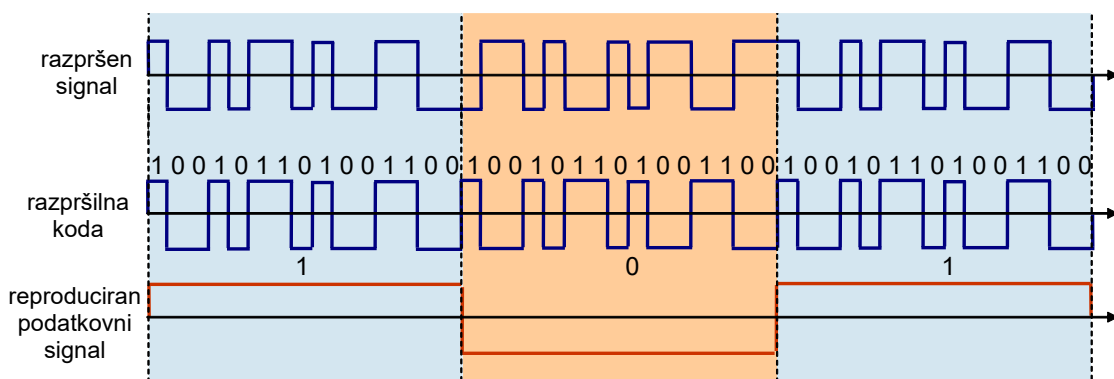 razpršen
signal
1 0 0 1 0 1 1 0 1 0 0 1 1 0 0 1 0 0 1 0 1 1 0 1 0 0 1 1 0 0 1 0 0 1 0 1 1 0 1 0 0 1 1 0 0
razpršilna
koda
1 0 1
reproduciran
podatkovni
signal